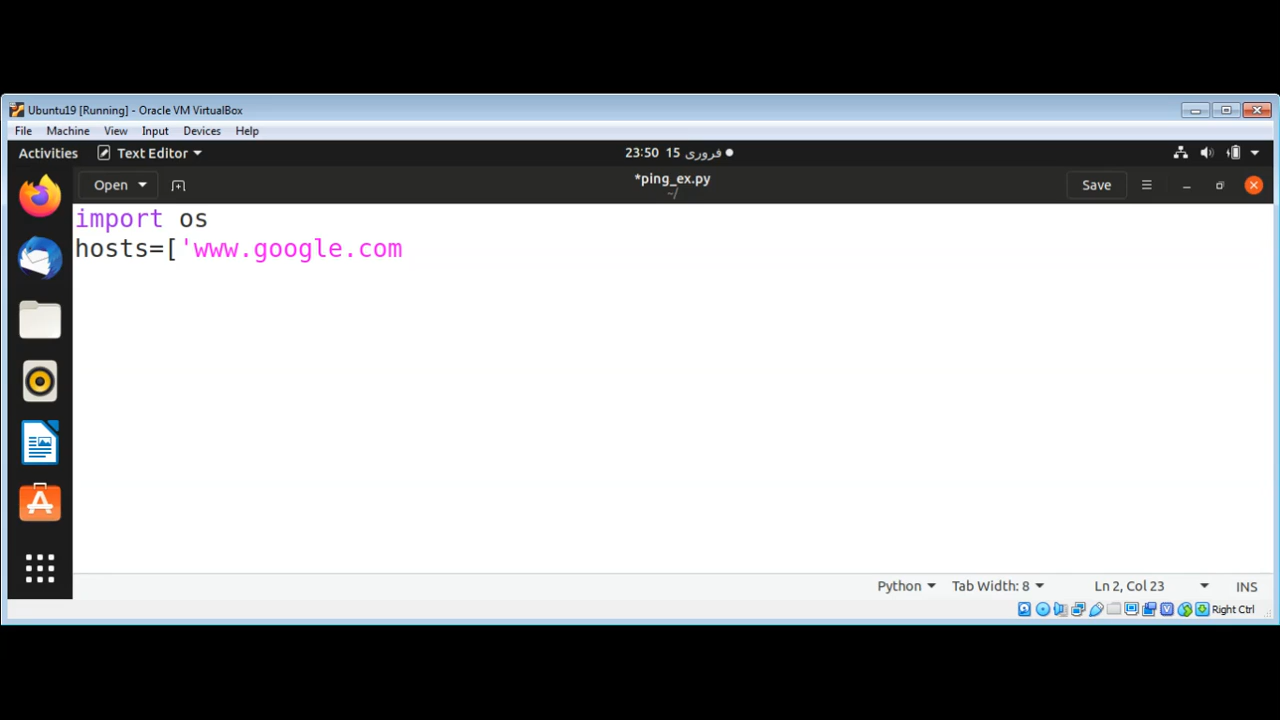 Ubuntu19 [Running] - Oracle VM VirtualBox
File Machine View Input Devices Help
Activities Text Editor 23:50 15 فروری
Open *ping_ex.py Save
~/
import os
hosts=['www.google.com
Python Tab Width: 8 Ln 2, Col 23 INS
Right Ctrl